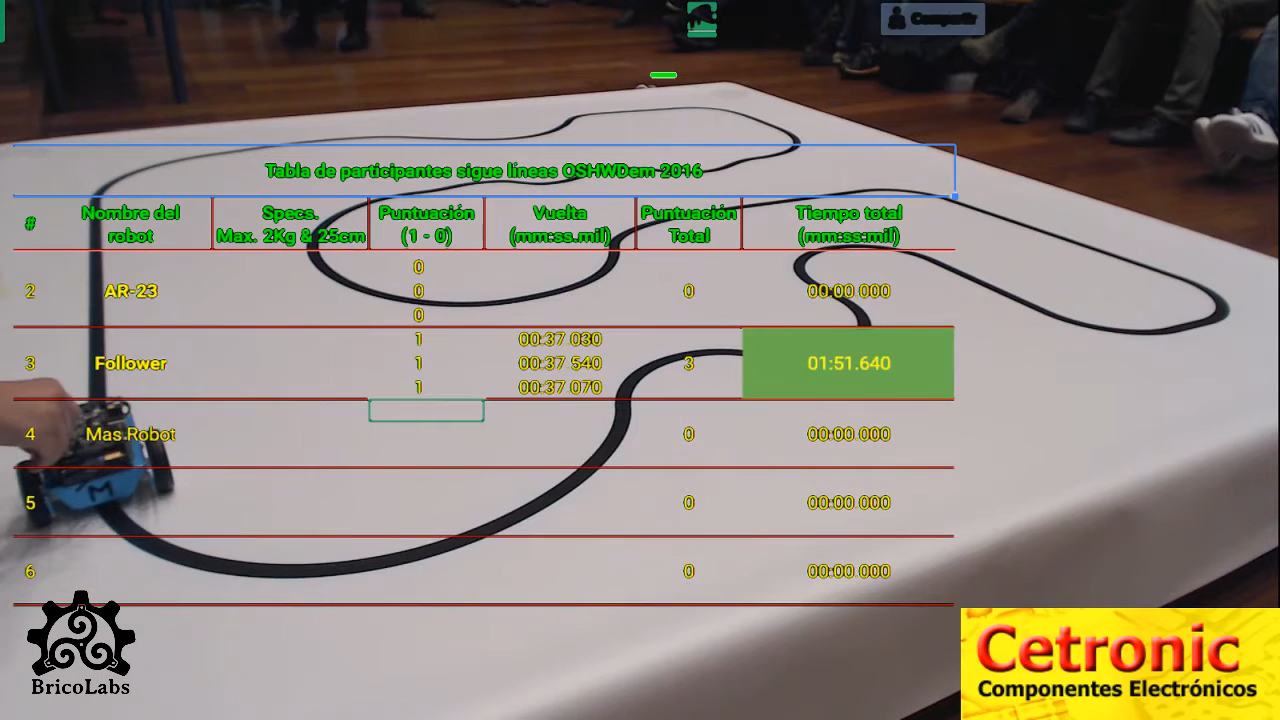 Compartir
Tabla de participantes sigue líneas OSHWDem 2016
# Nombre del robot Specs. Max. 2Kg & 25cm Puntuación (1 - 0) Vuelta (mm:ss.mil) Puntuación Total Tiempo total (mm:ss:mil)
2 AR-23 0 0 0 0 00:00.000
3 Follower 1 00:37 030 1 00:37 540 1 00:37 070 3 01:51.640
4 Mas Robot 0 00:00.000
5 0 00:00.000
6 0 00:00.000
M
BricoLabs
Cetronic
Componentes Electrónicos